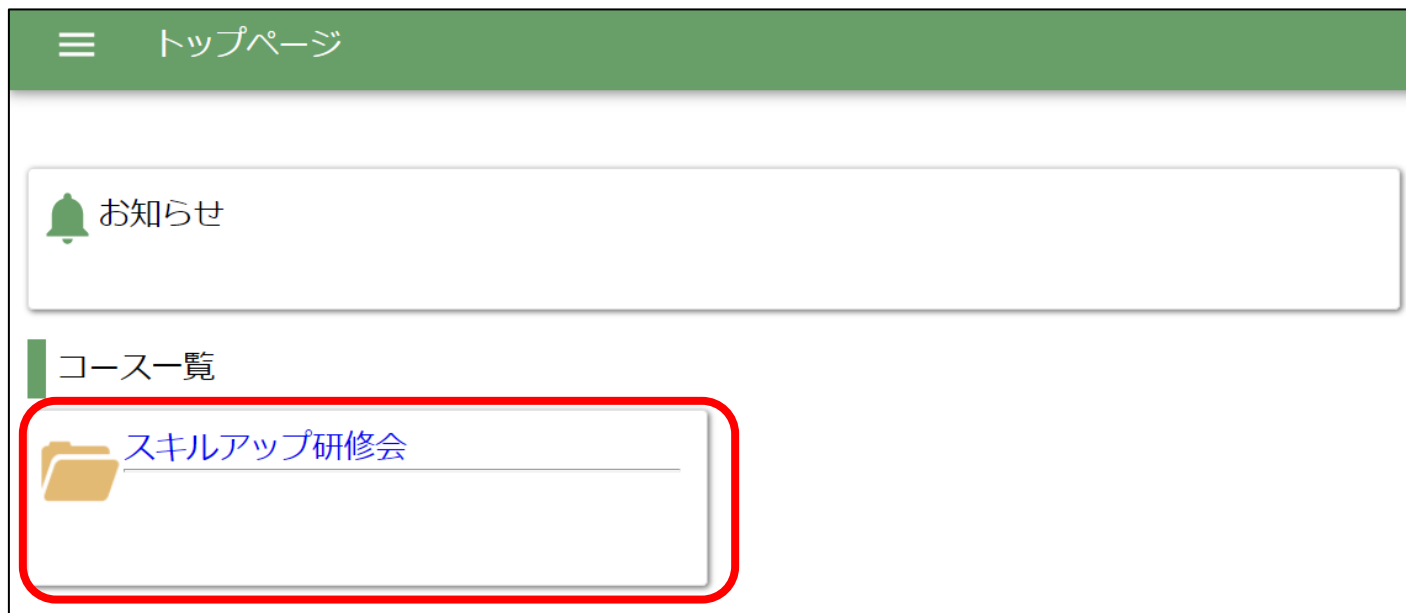 トップページ
お知らせ
コース一覧
スキルアップ研修会